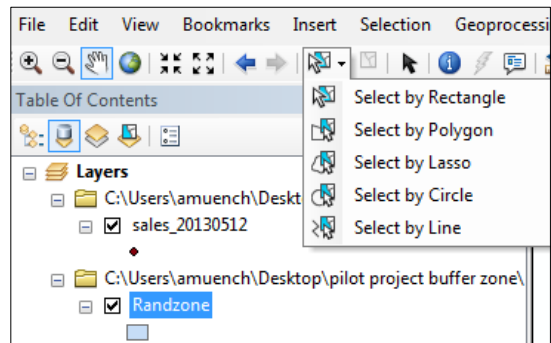 File Edit View Bookmarks Insert Selection Geoprocessi
Select by Rectangle
Table Of Contents
Select by Polygon
Select by Lasso
Layers
Select by Circle
C:\Users\amuench\Deskt
Select by Line
sales_20130512
C:\Users\amuench\Desktop\pilot project buffer zone\
Randzone